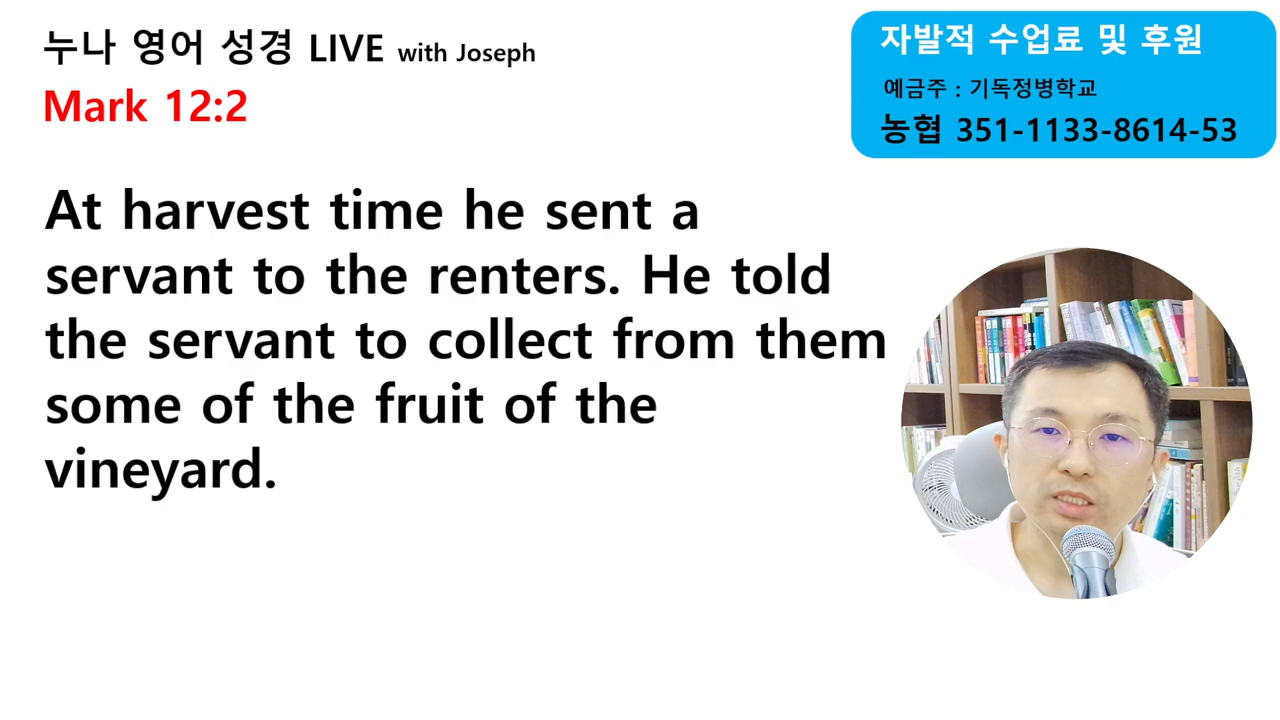 누나 영어 성경 LIVE with Joseph
Mark 12:2
자발적 수업료 및 후원
예금주 : 기독정병학교
농협 351-1133-8614-53
At harvest time he sent a
servant to the renters. He told
the servant to collect from them
some of the fruit of the
vineyard.